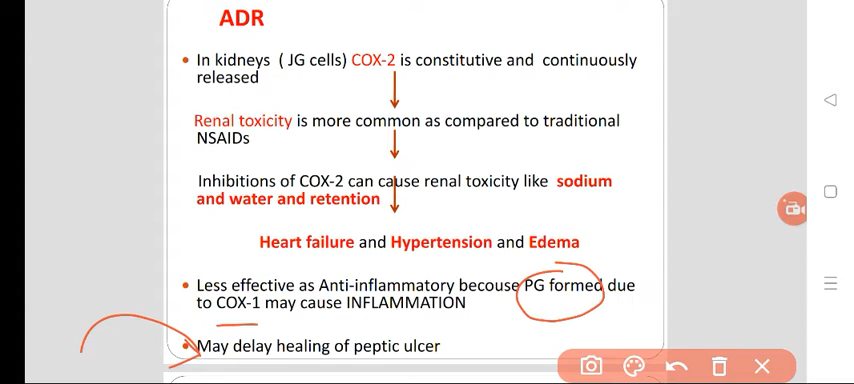 ADR
• In kidneys ( JG cells) COX-2 is constitutive and continuously
released
Renal toxicity is more common as compared to traditional
NSAIDs
Inhibitions of COX-2 can cause renal toxicity like sodium
and water and retention
Heart failure and Hypertension and Edema
• Less effective as Anti-inflammatory becouse PG formed due
to COX-1 may cause INFLAMMATION
• May delay healing of peptic ulcer